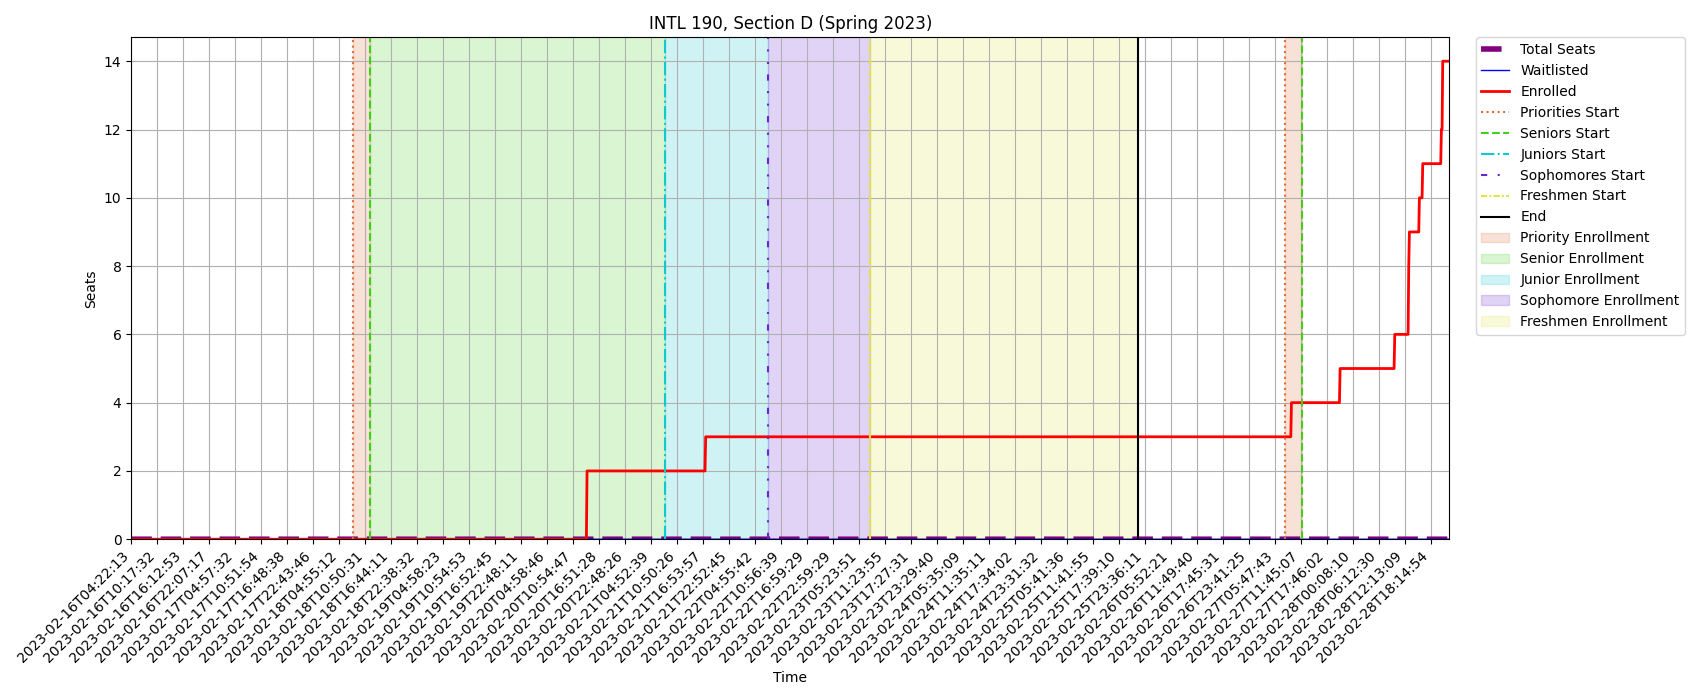 INTL 190, Section D (Spring 2023)
Seats
14
12
10
8
6
4
2
0
2023-02-16T04:22:13
2023-02-16T10:17:32
2023-02-16T16:12:53
2023-02-16T22:07:17
2023-02-17T04:57:32
2023-02-17T10:51:54
2023-02-17T16:48:38
2023-02-17T22:43:46
2023-02-18T04:55:12
2023-02-18T10:50:31
2023-02-18T16:44:11
2023-02-18T22:38:32
2023-02-19T04:58:23
2023-02-19T10:54:53
2023-02-19T16:52:45
2023-02-19T22:48:11
2023-02-20T04:58:46
2023-02-20T10:54:47
2023-02-20T16:51:28
2023-02-20T22:48:26
2023-02-21T04:52:39
2023-02-21T10:50:26
2023-02-21T16:53:57
2023-02-21T22:52:45
2023-02-22T04:55:42
2023-02-22T10:56:39
2023-02-22T16:59:29
2023-02-22T22:59:29
2023-02-23T05:23:51
2023-02-23T11:23:55
2023-02-23T17:27:31
2023-02-23T23:29:40
2023-02-24T05:35:09
2023-02-24T11:35:11
2023-02-24T17:34:02
2023-02-24T23:31:32
2023-02-25T05:41:36
2023-02-25T11:41:55
2023-02-25T17:39:10
2023-02-25T23:36:11
2023-02-26T05:52:21
2023-02-26T11:49:40
2023-02-26T17:45:31
2023-02-26T23:41:25
2023-02-27T05:47:43
2023-02-27T11:45:07
2023-02-27T17:46:02
2023-02-28T00:08:10
2023-02-28T06:12:30
2023-02-28T12:13:09
2023-02-28T18:14:54
Time
Total Seats
Waitlisted
Enrolled
Priorities Start
Seniors Start
Juniors Start
Sophomores Start
Freshmen Start
End
Priority Enrollment
Senior Enrollment
Junior Enrollment
Sophomore Enrollment
Freshmen Enrollment